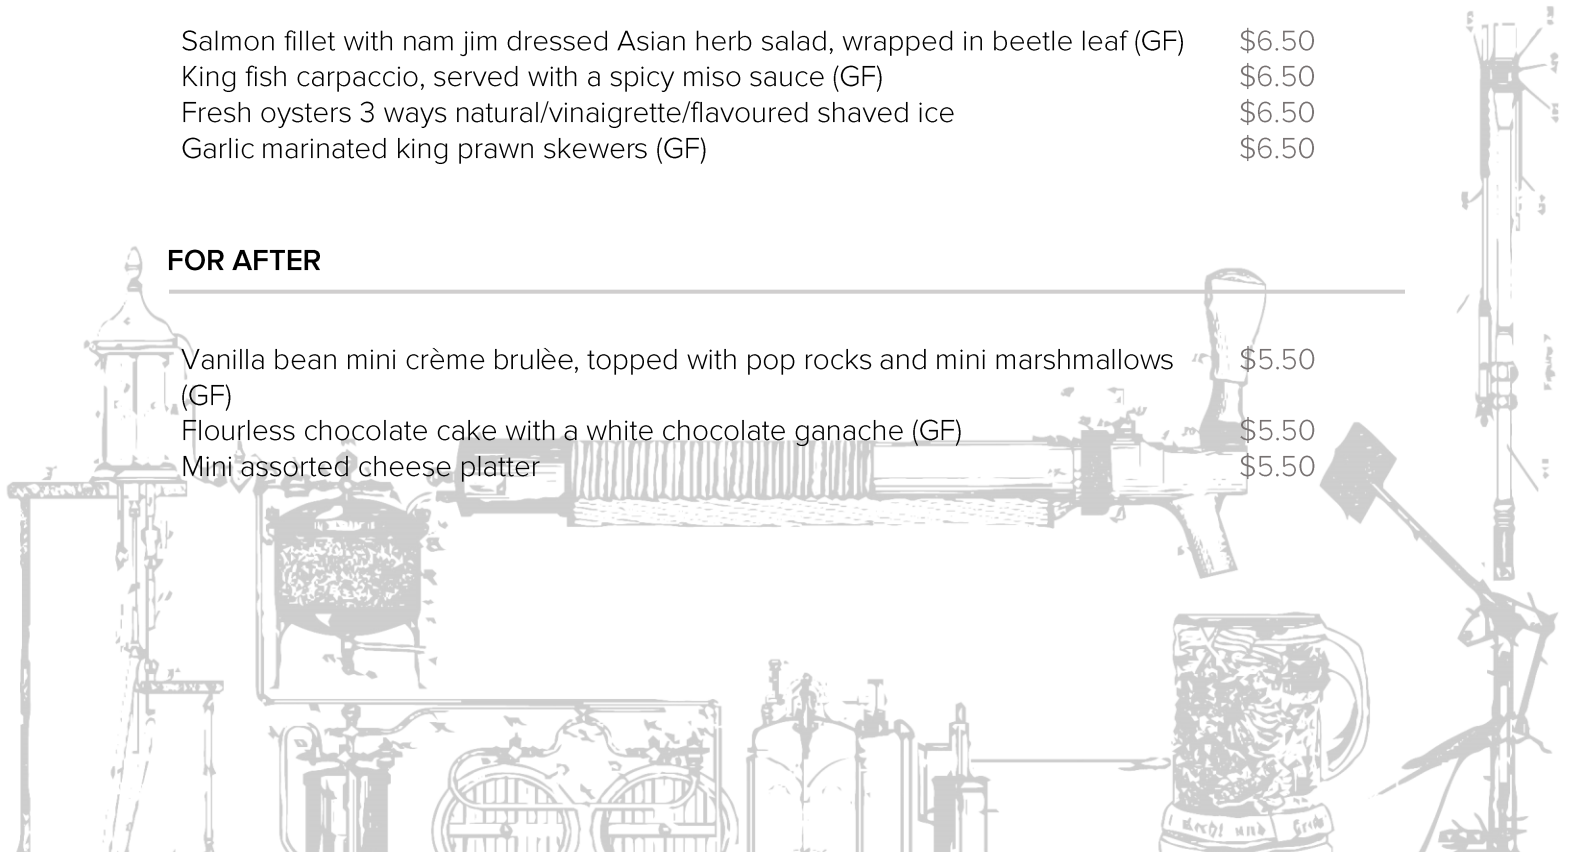 Salmon fillet with nam jim dressed Asian herb salad, wrapped in beetle leaf (GF) $6.50
King fish carpaccio, served with a spicy miso sauce (GF) $6.50
Fresh oysters 3 ways natural/vinaigrette/flavoured shaved ice $6.50
Garlic marinated king prawn skewers (GF) $6.50
FOR AFTER
Vanilla bean mini crème brulèe, topped with pop rocks and mini marshmallows $5.50
(GF)
Flourless chocolate cake with a white chocolate ganache (GF) $5.50
Mini assorted cheese platter $5.50